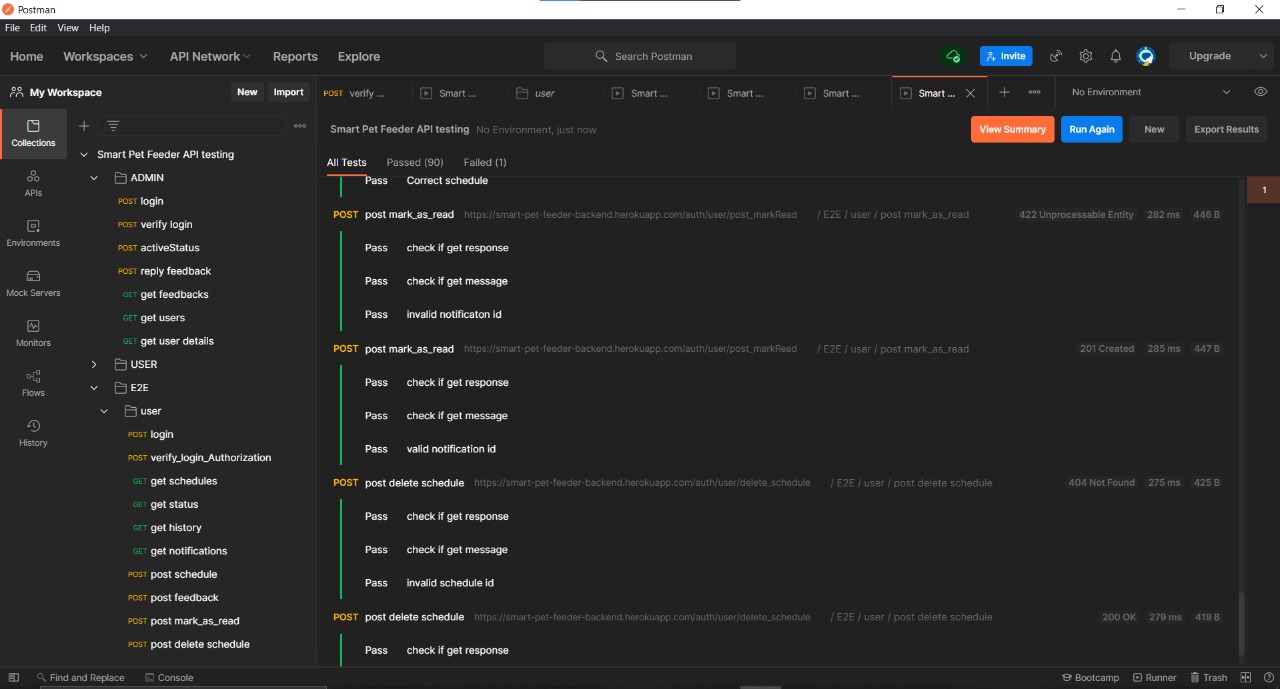 Postman
File Edit View Help
Home Workspaces API Network Reports Explore Search Postman Invite Upgrade
My Workspace New Import POST verify ... Smart ... user Smart ... Smart ... Smart ... Smart ... No Environment
Smart Pet Feeder API testing No Environment, just now View Summary Run Again New Export Results
All Tests Passed (90) Failed (1)
Collections
APIs
Environments
Mock Servers
Monitors
Flows
History
Smart Pet Feeder API testing
ADMIN
POST login
POST verify login
POST activeStatus
POST reply feedback
GET get feedbacks
GET get users
GET get user details
USER
E2E
user
POST login
POST verify_login_Authorization
GET get schedules
GET get status
GET get history
GET get notifications
POST post schedule
POST post feedback
POST post mark_as_read
POST post delete schedule
Pass Correct schedule
1
POST post mark_as_read https://smart-pet-feeder-backend.herokuapp.com/auth/user/post_markRead / E2E / user / post mark_as_read 422 Unprocessable Entity 282 ms 446 B
Pass check if get response
Pass check if get message
Pass invalid notificaton id
POST post mark_as_read https://smart-pet-feeder-backend.herokuapp.com/auth/user/post_markRead / E2E / user / post mark_as_read 201 Created 285 ms 447 B
Pass check if get response
Pass check if get message
Pass valid notification id
POST post delete schedule https://smart-pet-feeder-backend.herokuapp.com/auth/user/delete_schedule / E2E / user / post delete schedule 404 Not Found 275 ms 425 B
Pass check if get response
Pass check if get message
Pass invalid schedule id
POST post delete schedule https://smart-pet-feeder-backend.herokuapp.com/auth/user/delete_schedule / E2E / user / post delete schedule 200 OK 279 ms 419 B
Pass check if get response
Find and Replace Console Bootcamp Runner Trash